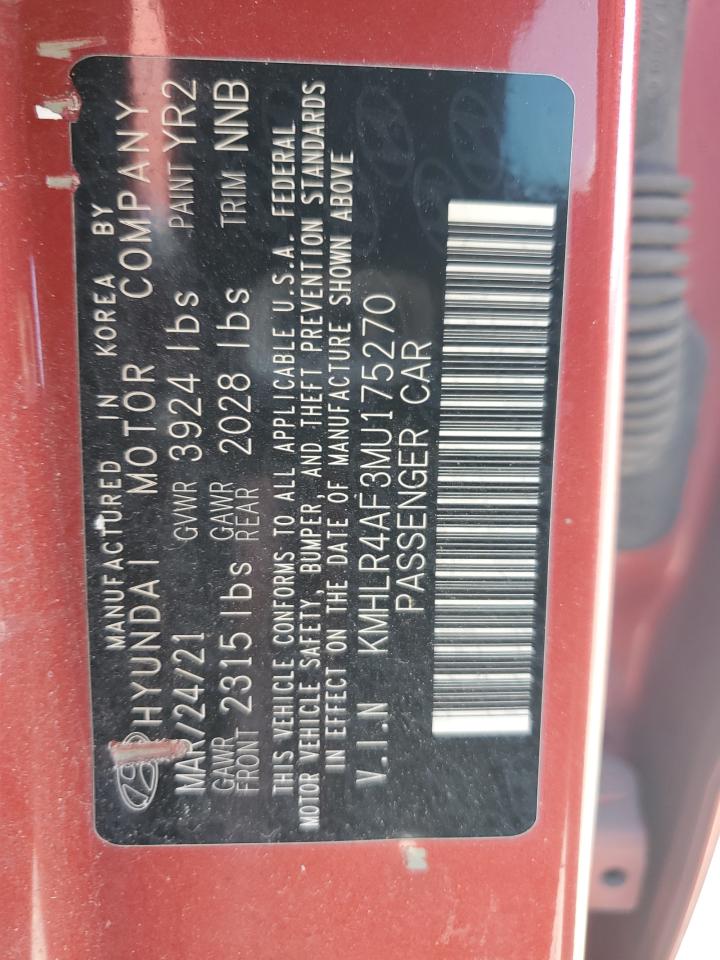 MANUFACTURED IN KOREA BY
HYUNDAI MOTOR COMPANY
MAR/24/21 GVWR 3924 lbs PAINT YR2
GAWR FRONT 2315 lbs GAWR REAR 2028 lbs TRIM NNB
THIS VEHICLE CONFORMS TO ALL APPLICABLE U.S.A. FEDERAL
MOTOR VEHICLE SAFETY, BUMPER, AND THEFT PREVENTION STANDARDS
IN EFFECT ON THE DATE OF MANUFACTURE SHOWN ABOVE
V.I.N KMHLR4AF3MU175270
PASSENGER CAR